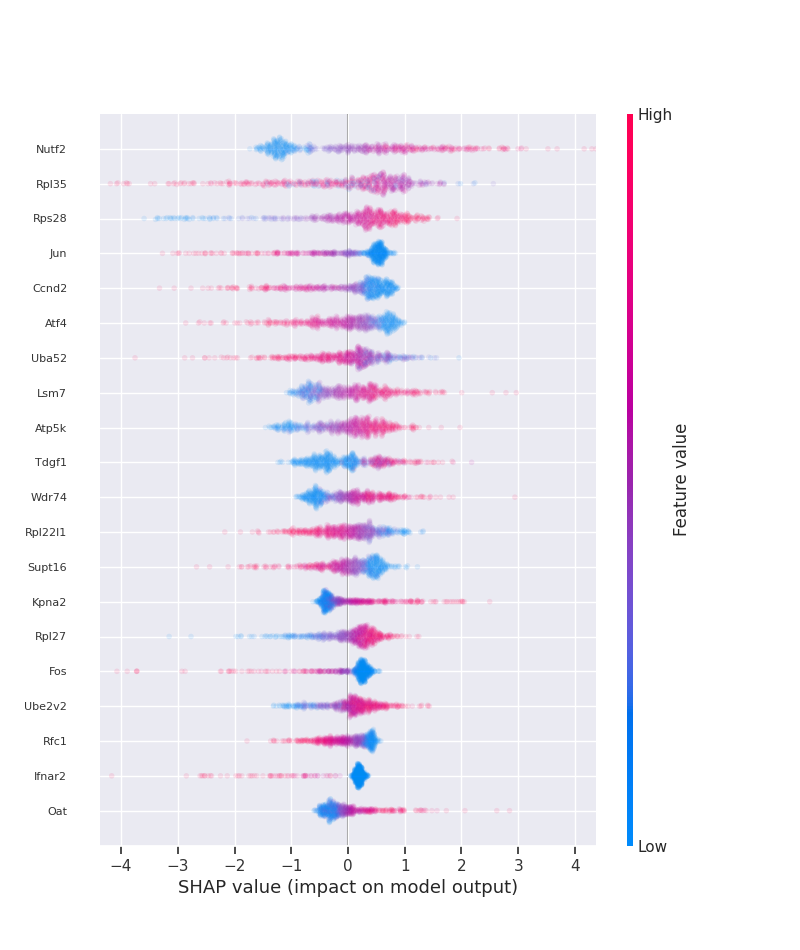 High
Nutf2
Rpl35
Rps28
Jun
Ccnd2
Atf4
Uba52
Lsm7
Atp5k
Tdgf1
Wdr74
Rpl22l1
Supt16
Kpna2
Rpl27
Fos
Ube2v2
Rfc1
Ifnar2
Oat
Feature value
Low
−4 −3 −2 −1 0 1 2 3 4
SHAP value (impact on model output)